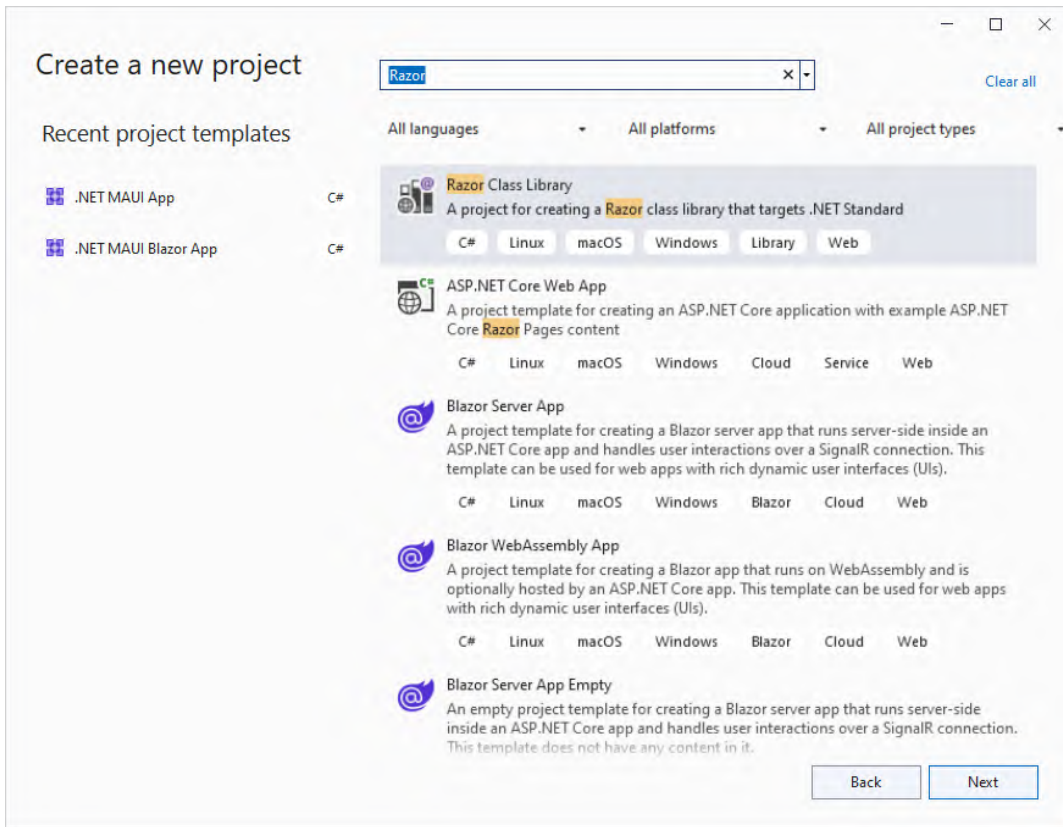 Create a new project
Razor
Clear all
Recent project templates
.NET MAUI App C#
.NET MAUI Blazor App C#
All languages All platforms All project types
Razor Class Library
A project for creating a Razor class library that targets .NET Standard
C# Linux macOS Windows Library Web
ASP.NET Core Web App
A project template for creating an ASP.NET Core application with example ASP.NET
Core Razor Pages content
C# Linux macOS Windows Cloud Service Web
Blazor Server App
A project template for creating a Blazor server app that runs server-side inside an
ASP.NET Core app and handles user interactions over a SignalR connection. This
template can be used for web apps with rich dynamic user interfaces (UIs).
C# Linux macOS Windows Blazor Cloud Web
Blazor WebAssembly App
A project template for creating a Blazor app that runs on WebAssembly and is
optionally hosted by an ASP.NET Core app. This template can be used for web apps
with rich dynamic user interfaces (UIs).
C# Linux macOS Windows Blazor Cloud Web
Blazor Server App Empty
An empty project template for creating a Blazor server app that runs server-side
inside an ASP.NET Core app and handles user interactions over a SignalR connection.
This template does not have any content in it.
Back Next